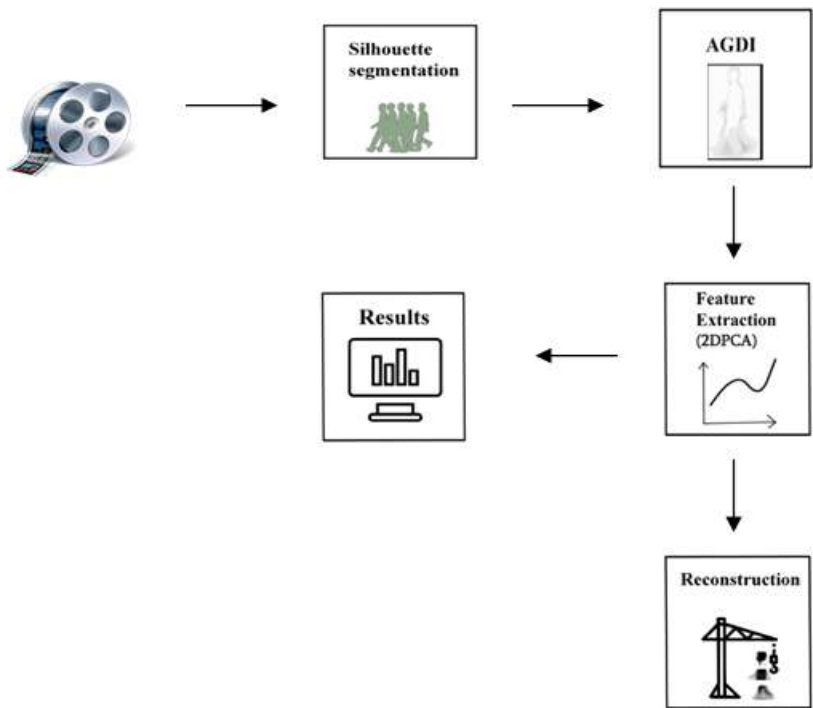 Silhouette
segmentation
AGDI
Feature
Extraction
(2DPCA)
Results
Reconstruction